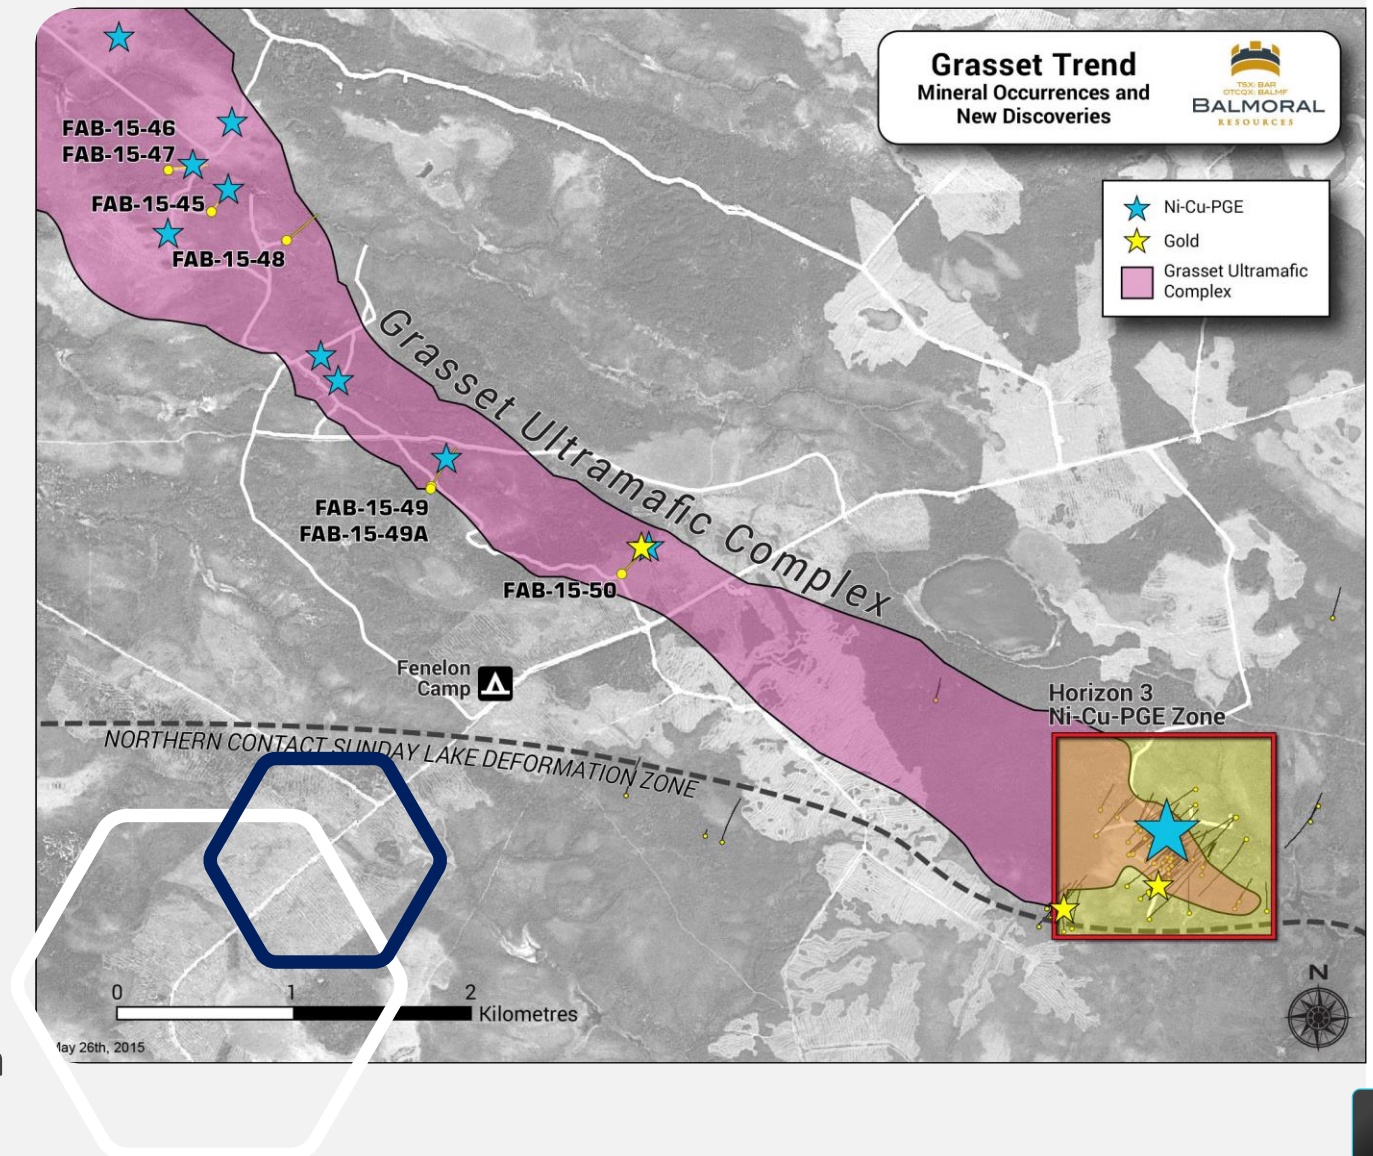 Grasset Trend
Mineral Occurrences and
New Discoveries
TSX: BAR
OTCQX: BALMF
BALMORAL
RESOURCES
Ni-Cu-PGE
Gold
Grasset Ultramafic
Complex
FAB-15-46
FAB-15-47
FAB-15-45
FAB-15-48
Grasset Ultramafic Complex
FAB-15-49
FAB-15-49A
FAB-15-50
Fenelon
Camp
Horizon 3
Ni-Cu-PGE Zone
NORTHERN CONTACT SUNDAY LAKE DEFORMATION ZONE
N
0 1 2
Kilometres
May 26th, 2015